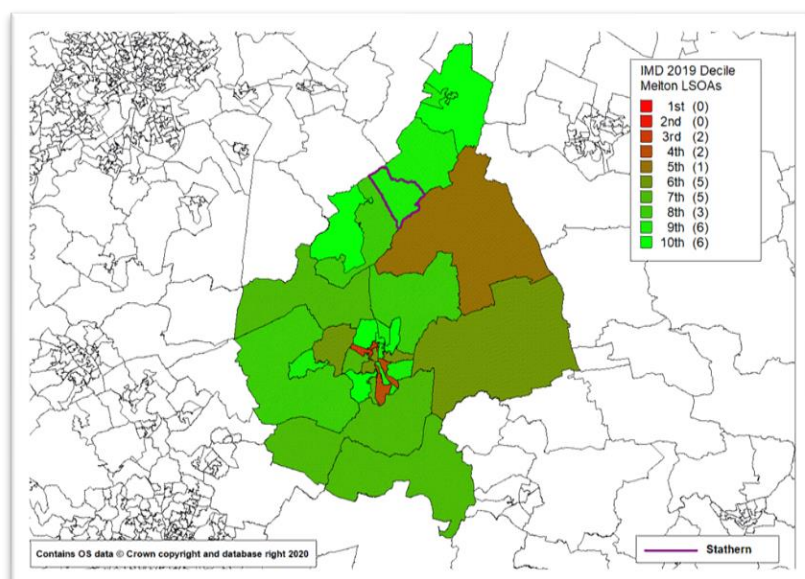 IMD 2019 Decile
Melton LSOAs
1st (0)
2nd (0)
3rd (2)
4th (2)
5th (1)
6th (5)
7th (5)
8th (3)
9th (6)
10th (6)
Contains OS data © Crown copyright and database right 2020
Stathern